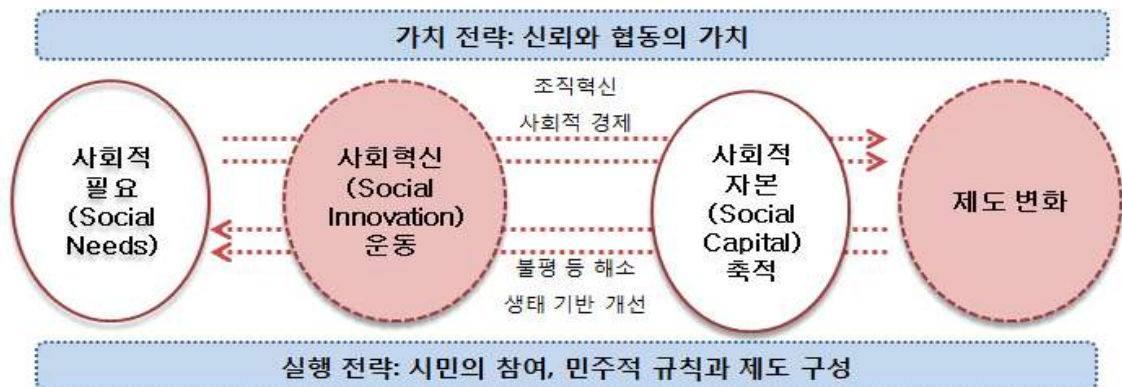 가치 전략: 신뢰와 협동의 가치
조직혁신
사회적 경제
사회적
필요
(Social
Needs)
사회혁신
(Social
Innovation)
운동
사회적
자본
(Social
Capital)
축적
제도 변화
불평 등 해소
생태 기반 개선
실행 전략: 시민의 참여, 민주적 규칙과 제도 구성